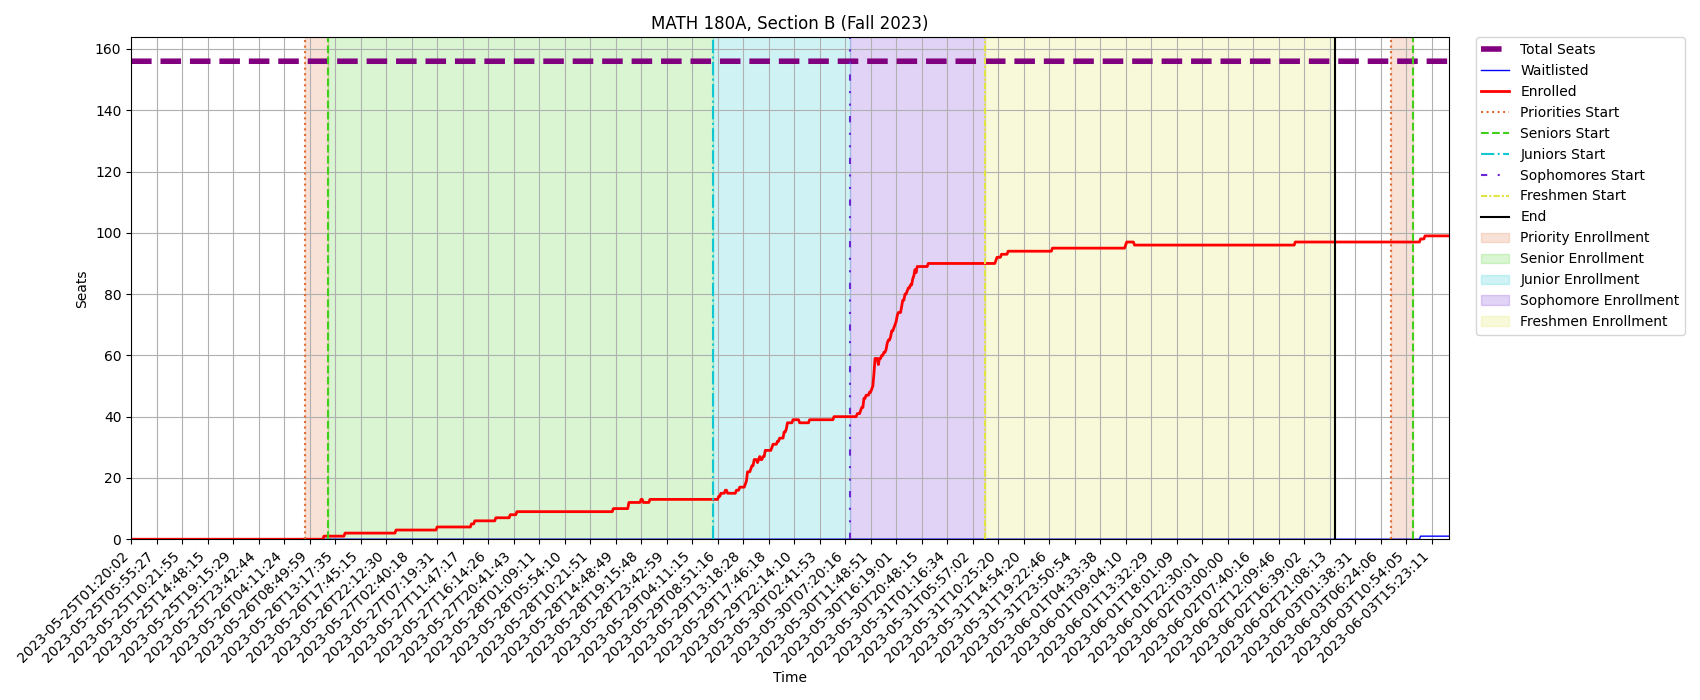 MATH 180A, Section B (Fall 2023)
160
140
120
100
80
60
40
20
0
Seats
2023-05-25T01:20:02
2023-05-25T05:55:27
2023-05-25T10:21:55
2023-05-25T14:48:15
2023-05-25T19:15:29
2023-05-25T23:42:44
2023-05-26T04:11:24
2023-05-26T08:49:59
2023-05-26T13:17:35
2023-05-26T17:45:15
2023-05-26T22:12:30
2023-05-27T02:40:18
2023-05-27T07:19:31
2023-05-27T11:47:17
2023-05-27T16:14:26
2023-05-27T20:41:43
2023-05-28T01:09:11
2023-05-28T05:54:10
2023-05-28T10:21:51
2023-05-28T14:48:49
2023-05-28T19:15:48
2023-05-28T23:42:59
2023-05-29T04:11:15
2023-05-29T08:51:16
2023-05-29T13:18:28
2023-05-29T17:46:18
2023-05-29T22:14:10
2023-05-30T02:41:53
2023-05-30T07:20:16
2023-05-30T11:48:51
2023-05-30T16:19:01
2023-05-30T20:48:15
2023-05-31T01:16:34
2023-05-31T05:57:02
2023-05-31T10:25:20
2023-05-31T14:54:20
2023-05-31T19:22:46
2023-05-31T23:50:54
2023-06-01T04:33:38
2023-06-01T09:04:10
2023-06-01T13:32:29
2023-06-01T18:01:09
2023-06-01T22:30:01
2023-06-02T03:00:00
2023-06-02T07:40:16
2023-06-02T12:09:46
2023-06-02T16:39:02
2023-06-02T21:08:13
2023-06-03T01:38:31
2023-06-03T06:24:06
2023-06-03T10:54:05
2023-06-03T15:23:11
Time
Total Seats
Waitlisted
Enrolled
Priorities Start
Seniors Start
Juniors Start
Sophomores Start
Freshmen Start
End
Priority Enrollment
Senior Enrollment
Junior Enrollment
Sophomore Enrollment
Freshmen Enrollment